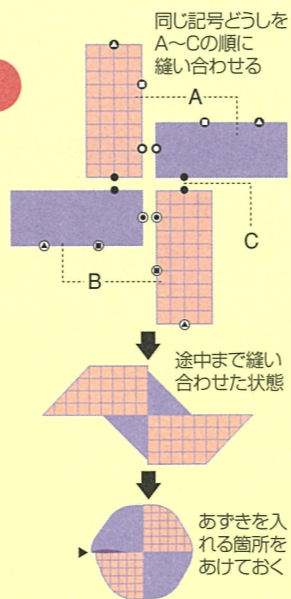 同じ記号どうしを
A〜Cの順に
縫い合わせる
A
C
B
途中まで縫い
合わせた状態
あずきを入
れる箇所を
あけておく